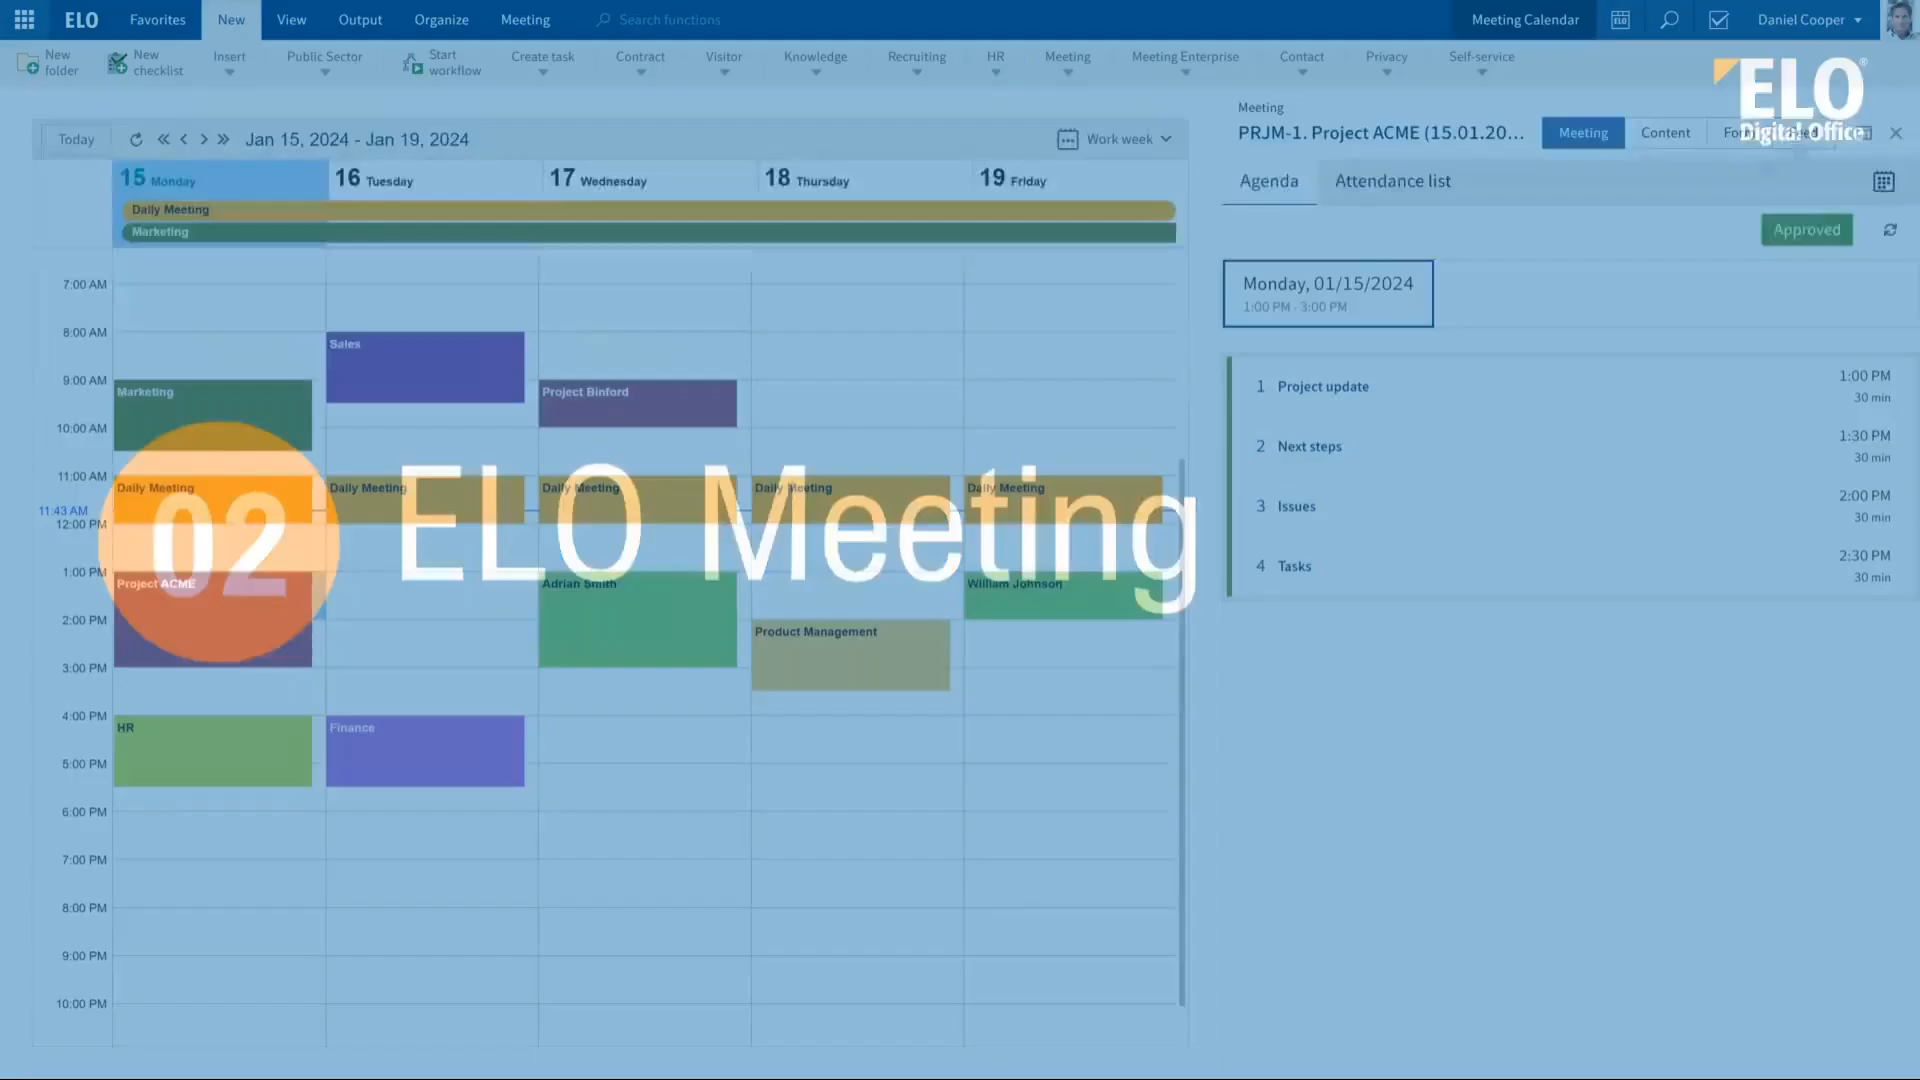 ELO
Favorites
New
View
Output
Organize
Meeting
Search functions
Meeting Calendar
ELO
Daniel Cooper
New folder
New checklist
Insert
Public Sector
Start workflow
Create task
Contract
Visitor
Knowledge
Recruiting
HR
Meeting
Meeting Enterprise
Contact
Privacy
Self-service
ELO®
Digital Office
Today
Jan 15, 2024 - Jan 19, 2024
Work week
15 Monday
16 Tuesday
17 Wednesday
18 Thursday
19 Friday
Daily Meeting
Marketing
7:00 AM
8:00 AM
Sales
9:00 AM
Marketing
Project Binford
10:00 AM
11:00 AM
Daily Meeting
Daily Meeting
Daily Meeting
Daily Meeting
Daily Meeting
11:43 AM
12:00 PM
02
ELO Meeting
1:00 PM
Project ACME
Adrian Smith
William Johnson
2:00 PM
Product Management
3:00 PM
4:00 PM
HR
Finance
5:00 PM
6:00 PM
7:00 PM
8:00 PM
9:00 PM
10:00 PM
Meeting
PRJM-1. Project ACME (15.01.20...
Meeting
Content
Agenda
Attendance list
Approved
Monday, 01/15/2024
1:00 PM - 3:00 PM
1 Project update
1:00 PM
30 min
2 Next steps
1:30 PM
30 min
3 Issues
2:00 PM
30 min
4 Tasks
2:30 PM
30 min